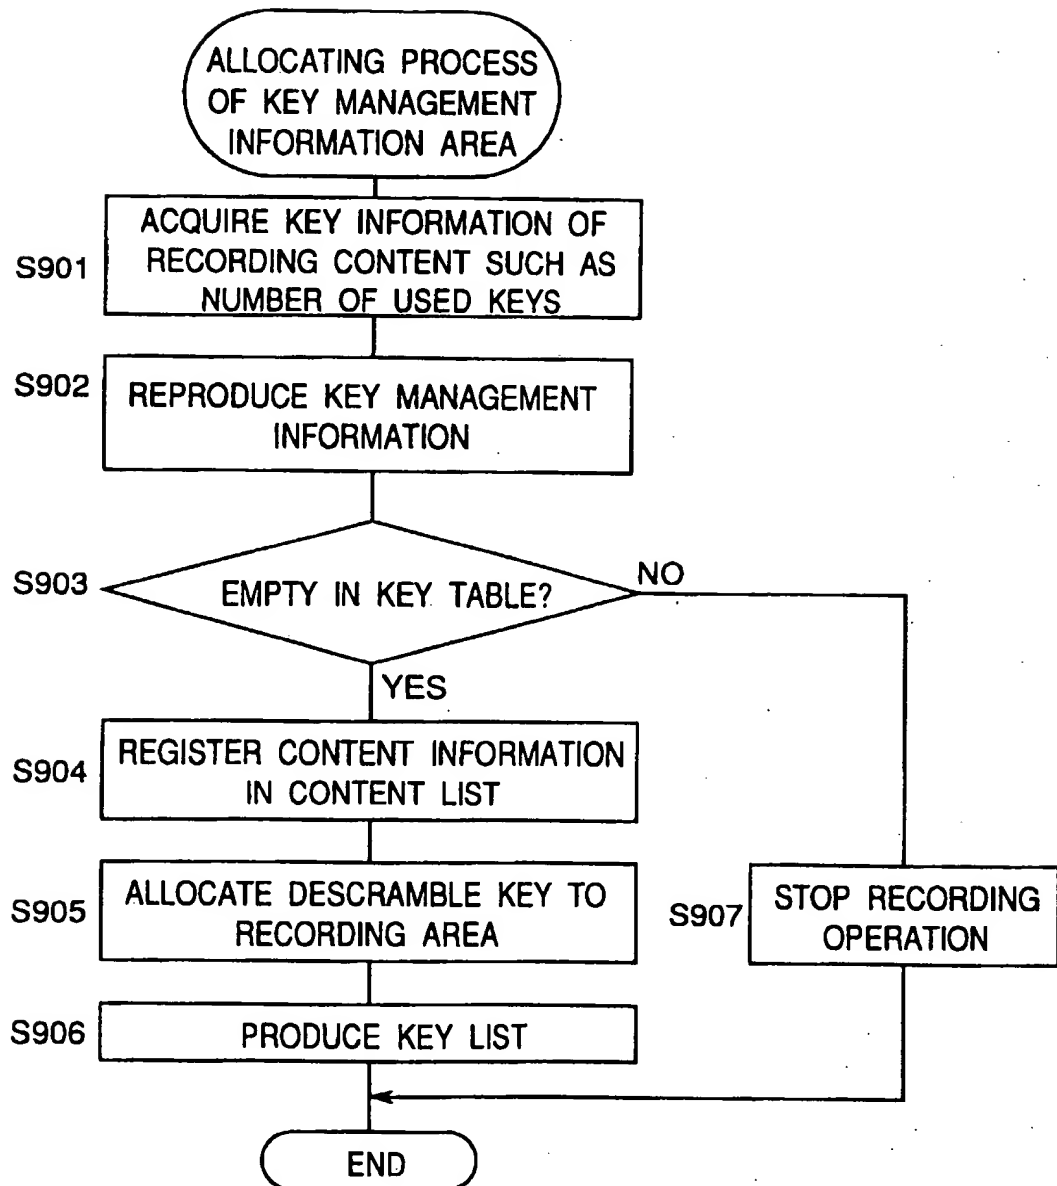 ALLOCATING PROCESS
OF KEY MANAGEMENT
INFORMATION AREA
S901
ACQUIRE KEY INFORMATION OF
RECORDING CONTENT SUCH AS
NUMBER OF USED KEYS
S902
REPRODUCE KEY MANAGEMENT
INFORMATION
S903
EMPTY IN KEY TABLE?
NO
YES
S904
REGISTER CONTENT INFORMATION
IN CONTENT LIST
S905
ALLOCATE DESCRAMBLE KEY TO
RECORDING AREA
S907
STOP RECORDING
OPERATION
S906
PRODUCE KEY LIST
END